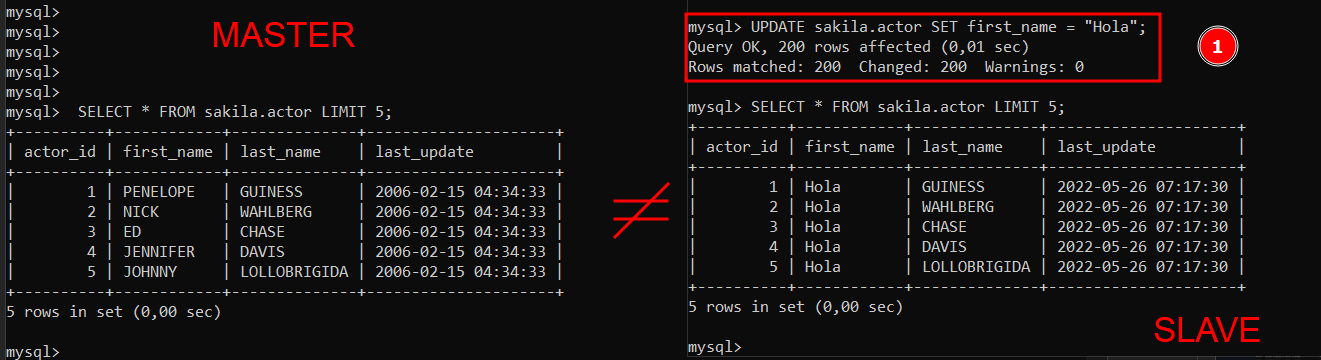 mysql>
mysql>
mysql>
mysql>
mysql>
mysql>  SELECT * FROM sakila.actor LIMIT 5;
+----------+------------+-------------+---------------------+
| actor_id | first_name | last_name   | last_update         |
+----------+------------+-------------+---------------------+
|        1 | PENELOPE   | GUINESS     | 2006-02-15 04:34:33 |
|        2 | NICK       | WAHLBERG    | 2006-02-15 04:34:33 |
|        3 | ED         | CHASE       | 2006-02-15 04:34:33 |
|        4 | JENNIFER   | DAVIS       | 2006-02-15 04:34:33 |
|        5 | JOHNNY     | LOLLOBRIGIDA | 2006-02-15 04:34:33 |
+----------+------------+-------------+---------------------+
5 rows in set (0,00 sec)
mysql>
MASTER
≠
mysql> UPDATE sakila.actor SET first_name = "Hola";
Query OK, 200 rows affected (0,01 sec)
Rows matched: 200  Changed: 200  Warnings: 0
1
mysql> SELECT * FROM sakila.actor LIMIT 5;
+----------+------------+--------------+---------------------+
| actor_id | first_name | last_name    | last_update         |
+----------+------------+--------------+---------------------+
|        1 | Hola       | GUINESS      | 2022-05-26 07:17:30 |
|        2 | Hola       | WAHLBERG     | 2022-05-26 07:17:30 |
|        3 | Hola       | CHASE        | 2022-05-26 07:17:30 |
|        4 | Hola       | DAVIS        | 2022-05-26 07:17:30 |
|        5 | Hola       | LOLLOBRIGIDA | 2022-05-26 07:17:30 |
+----------+------------+--------------+---------------------+
5 rows in set (0,00 sec)
SLAVE
mysql>